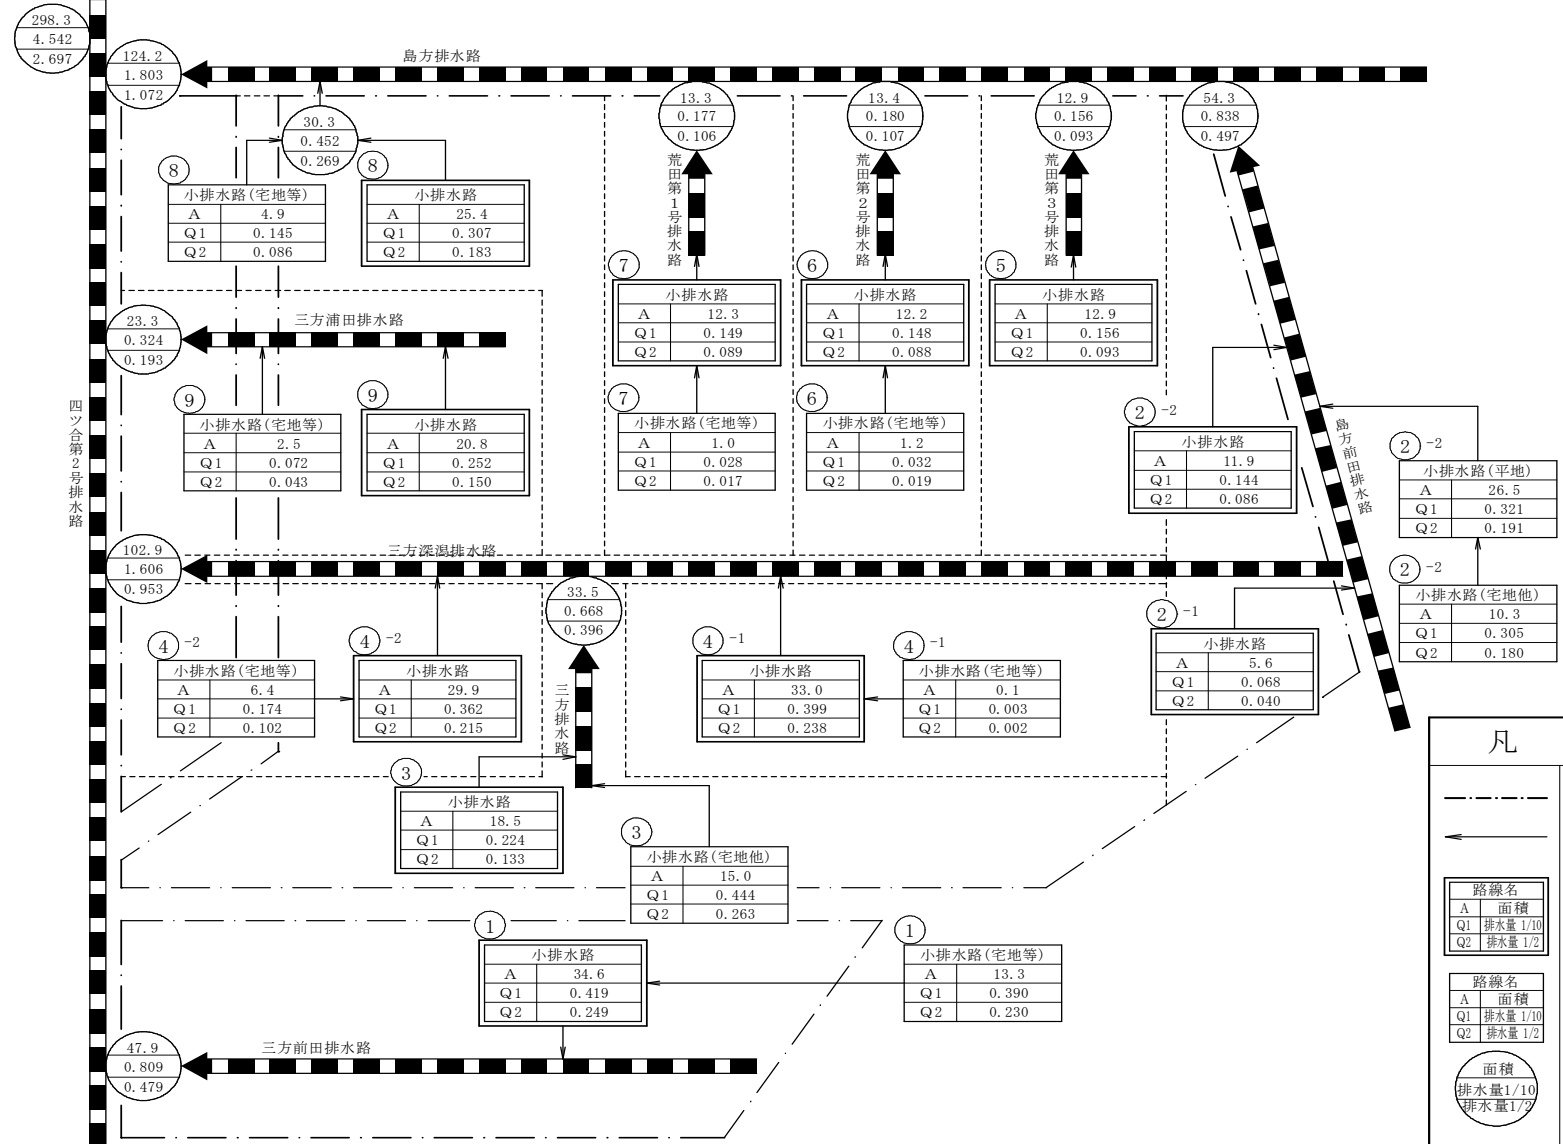 298.3
4.542
2.697
124.2
1.803
1.072
島方排水路
30.3
0.452
0.269
13.3
0.177
0.106
13.4
0.180
0.107
12.9
0.156
0.093
54.3
0.838
0.497
荒田第1号排水路
荒田第2号排水路
荒田第3号排水路
⑧
小排水路(宅地等)
A 4.9
Q1 0.145
Q2 0.086
⑧
小排水路
A 25.4
Q1 0.307
Q2 0.183
⑦
小排水路
A 12.3
Q1 0.149
Q2 0.089
⑥
小排水路
A 12.2
Q1 0.148
Q2 0.088
⑤
小排水路
A 12.9
Q1 0.156
Q2 0.093
23.3
0.324
0.193
三方浦田排水路
四ツ合第2号排水路
⑨
小排水路(宅地等)
A 2.5
Q1 0.072
Q2 0.043
⑨
小排水路
A 20.8
Q1 0.252
Q2 0.150
⑦
小排水路(宅地等)
A 1.0
Q1 0.028
Q2 0.017
⑥
小排水路(宅地等)
A 1.2
Q1 0.032
Q2 0.019
②-2
小排水路
A 11.9
Q1 0.144
Q2 0.086
島方前田排水路
②-2
小排水路(平地)
A 26.5
Q1 0.321
Q2 0.191
②-2
小排水路(宅地他)
A 10.3
Q1 0.305
Q2 0.180
102.9
1.606
0.953
三方深潟排水路
33.5
0.668
0.396
三方排水路
④-2
小排水路(宅地等)
A 6.4
Q1 0.174
Q2 0.102
④-2
小排水路
A 29.9
Q1 0.362
Q2 0.215
④-1
小排水路
A 33.0
Q1 0.399
Q2 0.238
④-1
小排水路(宅地等)
A 0.1
Q1 0.003
Q2 0.002
②-1
小排水路
A 5.6
Q1 0.068
Q2 0.040
③
小排水路
A 18.5
Q1 0.224
Q2 0.133
③
小排水路(宅地他)
A 15.0
Q1 0.444
Q2 0.263
①
小排水路
A 34.6
Q1 0.419
Q2 0.249
①
小排水路(宅地等)
A 13.3
Q1 0.390
Q2 0.230
47.9
0.809
0.479
三方前田排水路
凡
路線名
A 面積
Q1 排水量 1/10
Q2 排水量 1/2
路線名
A 面積
Q1 排水量 1/10
Q2 排水量 1/2
面積
排水量1/10
排水量1/2